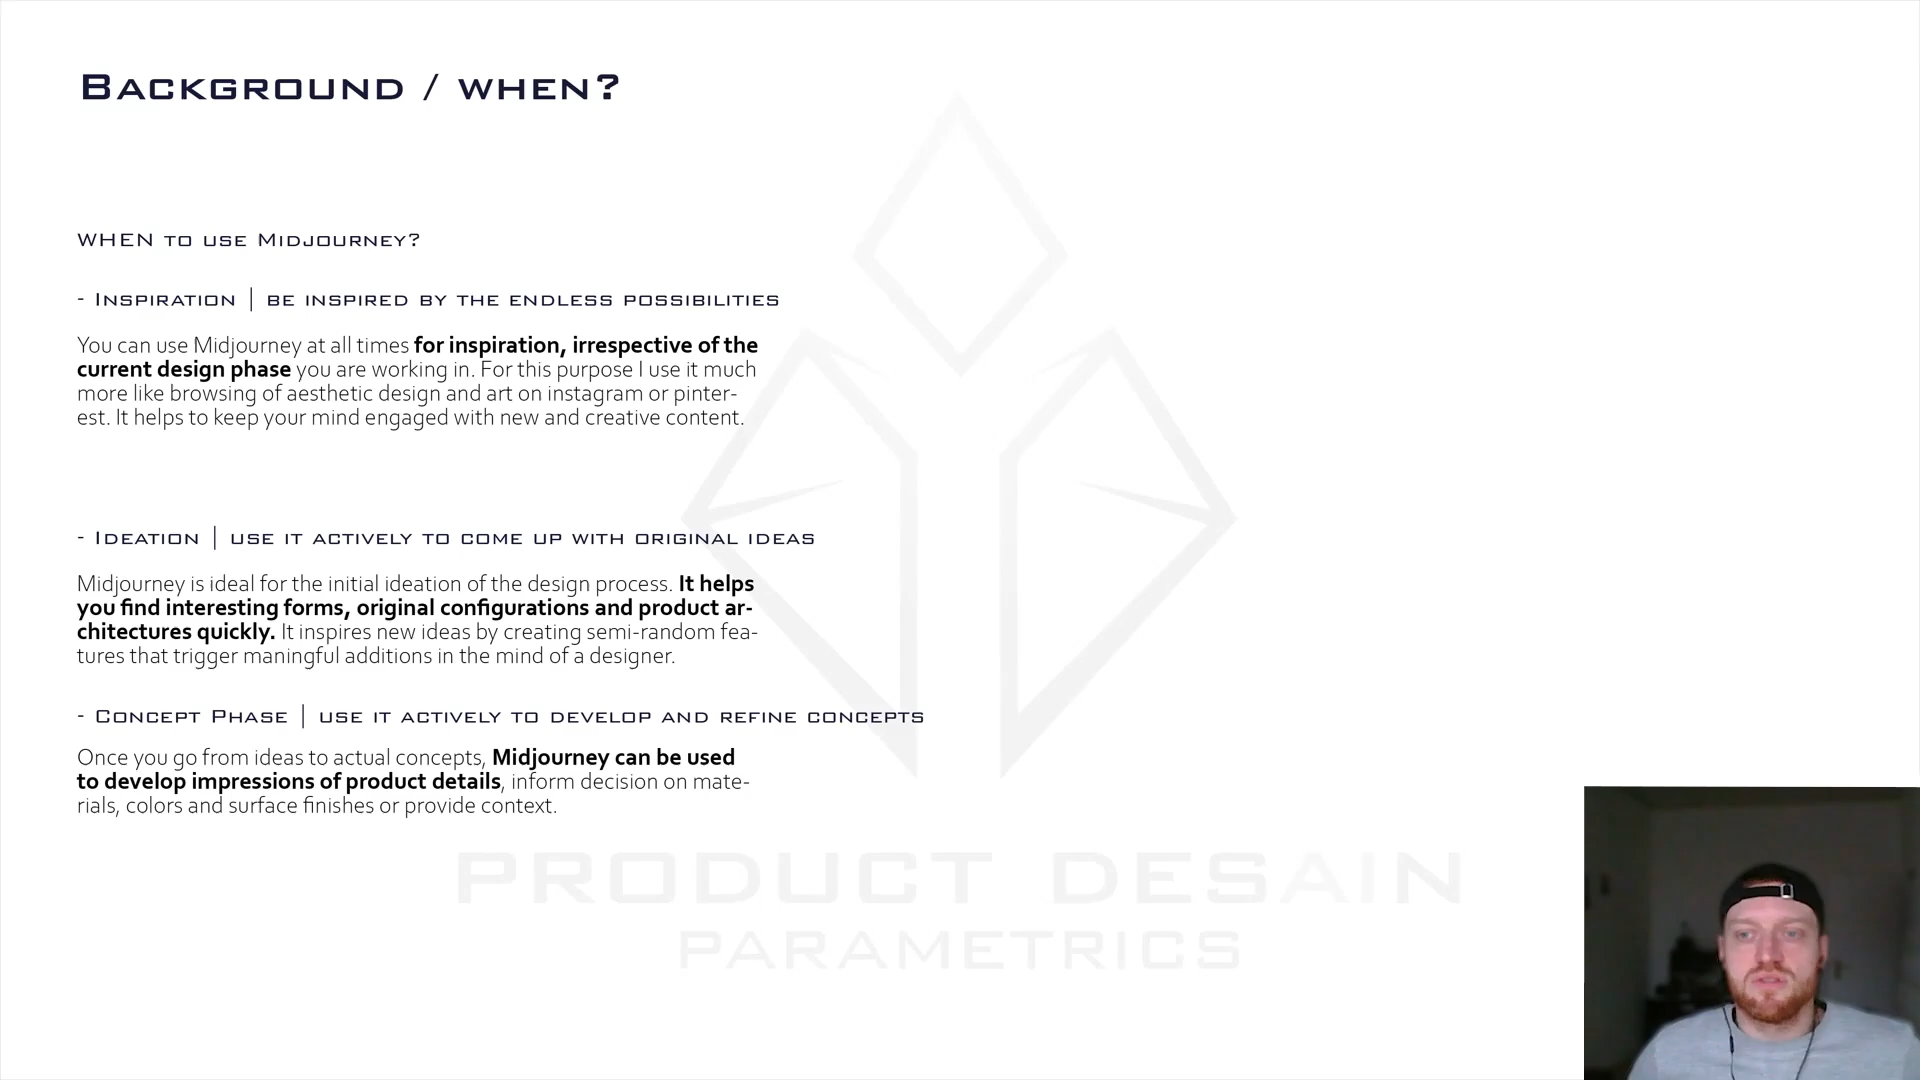 Background / when?
WHEN to use Midjourney?
- Inspiration | be inspired by the endless possibilities
You can use Midjourney at all times for inspiration, irrespective of the
current design phase you are working in. For this purpose I use it much
more like browsing of aesthetic design and art on instagram or pinter-
est. It helps to keep your mind engaged with new and creative content.
- Ideation | use it actively to come up with original ideas
Midjourney is ideal for the initial ideation of the design process. It helps
you find interesting forms, original configurations and product ar-
chitectures quickly. It inspires new ideas by creating semi-random fea-
tures that trigger maningful additions in the mind of a designer.
- Concept Phase | use it actively to develop and refine concepts
Once you go from ideas to actual concepts, Midjourney can be used
to develop impressions of product details, inform decision on mate-
rials, colors and surface finishes or provide context.
PRODUCT DESAIN
PARAMETRICS